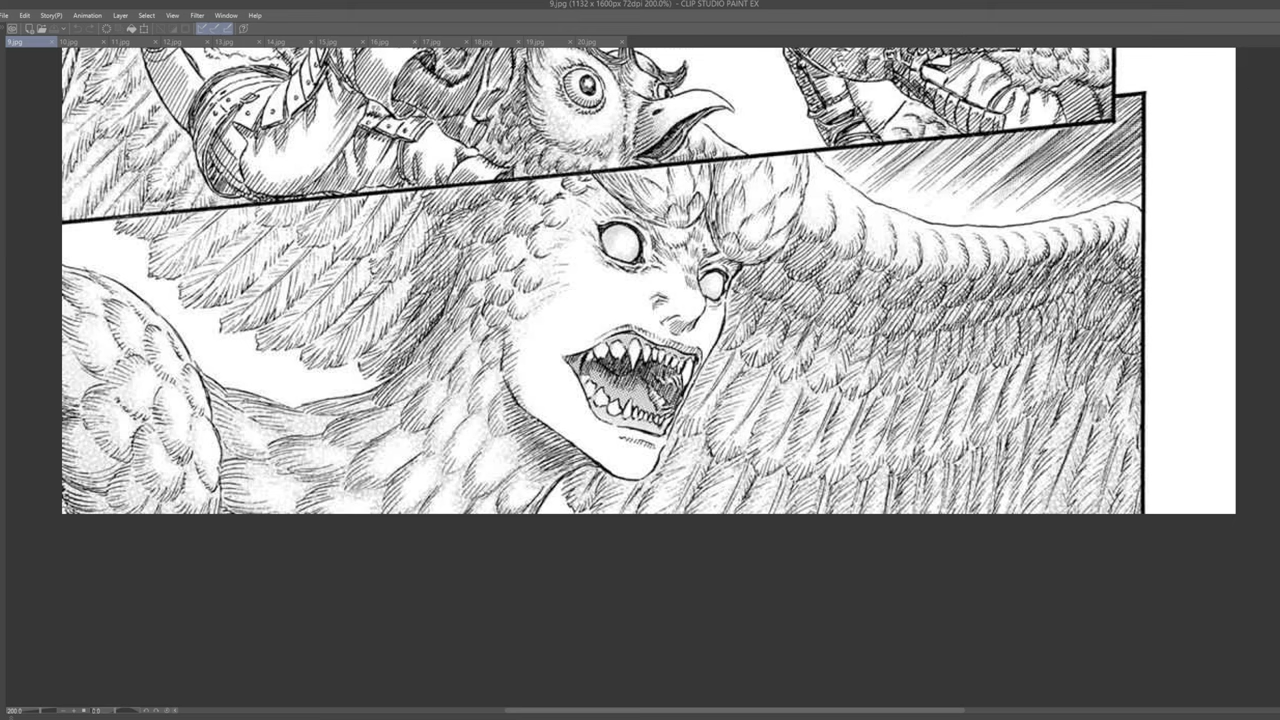 9.jpg (1132 x 1600px 72dpi 200.0%) - CLIP STUDIO PAINT EX
File Edit Story(P) Animation Layer Select View Filter Window Help
9.jpg 10.jpg 11.jpg 12.jpg 13.jpg 14.jpg 15.jpg 16.jpg 17.jpg 18.jpg 19.jpg 20.jpg
200.0 0.0